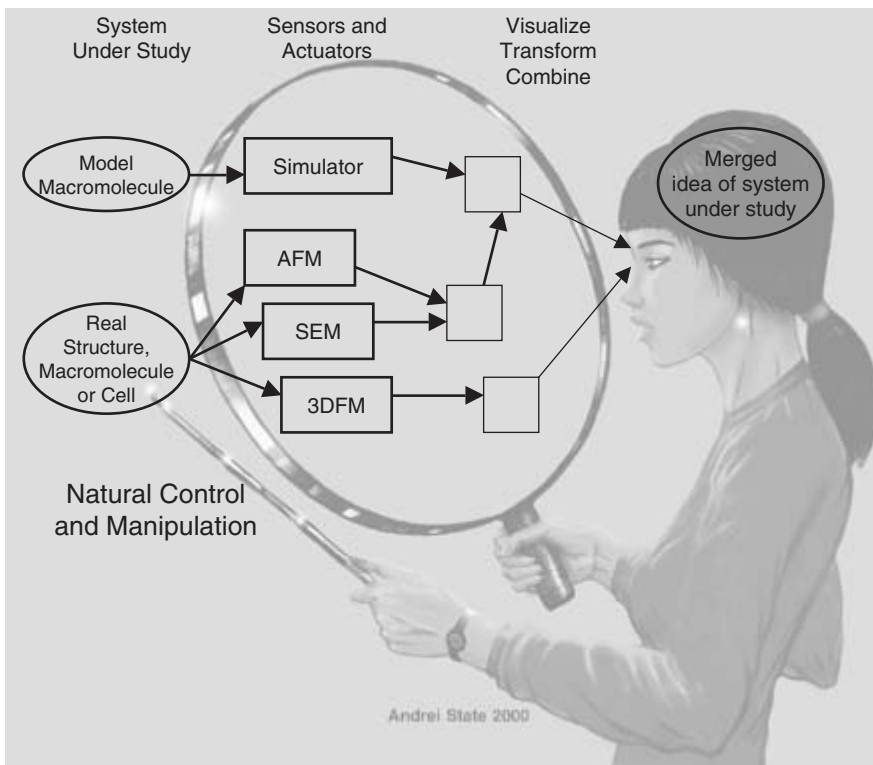 System
Under Study
Sensors and
Actuators
Visualize
Transform
Combine
Model
Macromolecule
Simulator
Merged
idea of system
under study
AFM
SEM
Real
Structure,
Macromolecule
or Cell
3DFM
Natural Control
and Manipulation
Andrei State 2000